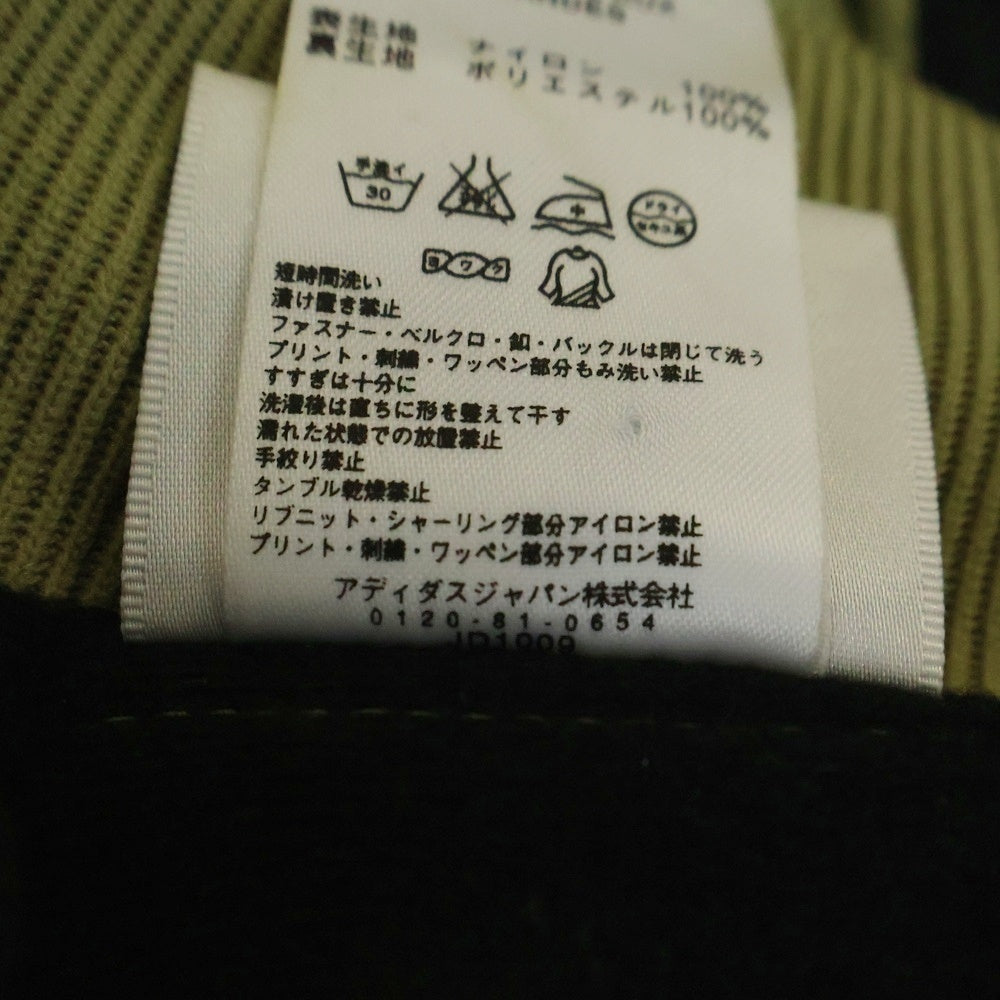 表生地 ナイロン 100%
裏生地 ポリエステル100%
手洗イ 30
中
ドライ セキユ系
ヨワク
短時間洗い
漬け置き禁止
ファスナー・ベルクロ・釦・バックルは閉じて洗う
プリント・刺繍・ワッペン部分もみ洗い禁止
すすぎは十分に
洗濯後は直ちに形を整えて干す
濡れた状態での放置禁止
手絞り禁止
タンブル乾燥禁止
リブニット・シャーリング部分アイロン禁止
プリント・刺繍・ワッペン部分アイロン禁止
アディダスジャパン株式会社
0120-81-0654